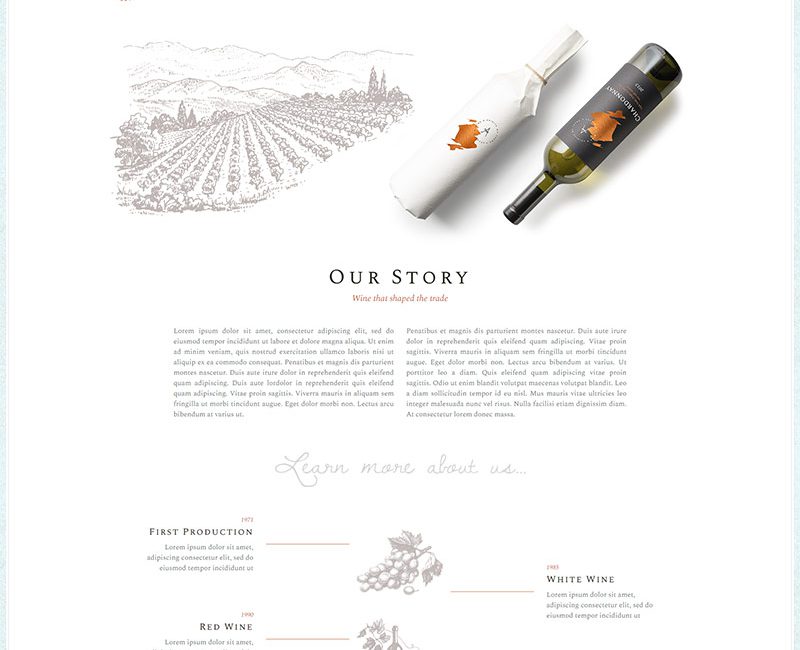 CHARDONNAY
Our Story
Wine that shaped the trade
Lorem ipsum dolor sit amet, consectetur adipiscing elit, sed do
eiusmod tempor incididunt ut labore et dolore magna aliqua. Ut enim
ad minim veniam, quis nostrud exercitation ullamco laboris nisi ut
aliquip ex ea commodo consequat. Penatibus et magnis dis parturient
montes nascetur. Duis aute irure dolor in reprehenderit quis eleifend
quam adipiscing. Duis aute lordolor in reprehenderit quis eleifend
quam adipiscing. Vitae proin sagittis. Viverra mauris in aliquam sem
fringilla ut morbi tincidunt augue. Eget dolor morbi non. Lectus arcu
bibendum at varius ut.
Penatibus et magnis dis parturient montes nascetur. Duis aute irure
dolor in reprehenderit quis eleifend quam adipiscing. Vitae proin
sagittis. Viverra mauris in aliquam sem fringilla ut morbi tincidunt
augue. Eget dolor morbi non. Lectus arcu bibendum at varius ut.
porttitor leo a diam. Quis eleifend quam adipiscing vitae proin
sagittis. Odio ut enim blandit volutpat maecenas volutpat blandit. Leo
a diam sollicitudin tempor id eu nisl. Mus mauris vitae ultricies leo
integer malesuada nunc vel risus. Nulla facilisi etiam dignissim diam.
At consectetur lorem donec massa.
Learn more about us...
1971
First Production
Lorem ipsum dolor sit amet,
adipiscing consectetur elit, sed do
eiusmod tempor incididunt ut
1985
White Wine
Lorem ipsum dolor sit amet,
adipiscing consectetur elit, sed do
eiusmod tempor incididunt ut
1990
Red Wine
Lorem ipsum dolor sit amet,